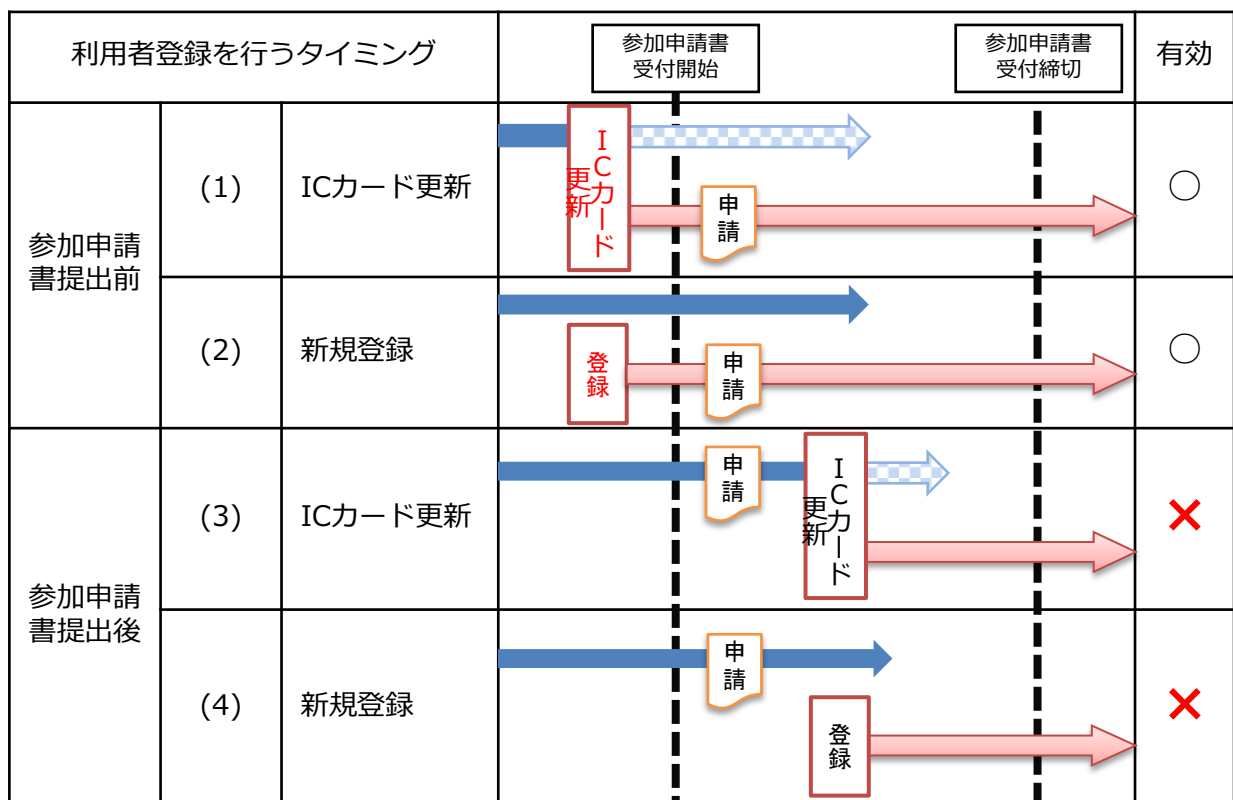 利用者登録を行うタイミング
参加申請書
受付開始
参加申請書
受付締切
有効
参加申請
書提出前
(1)
ICカード更新
ICカード
更新
申
請
○
(2)
新規登録
登
録
申
請
○
参加申請
書提出後
(3)
ICカード更新
申
請
ICカード
更新
×
(4)
新規登録
申
請
登
録
×